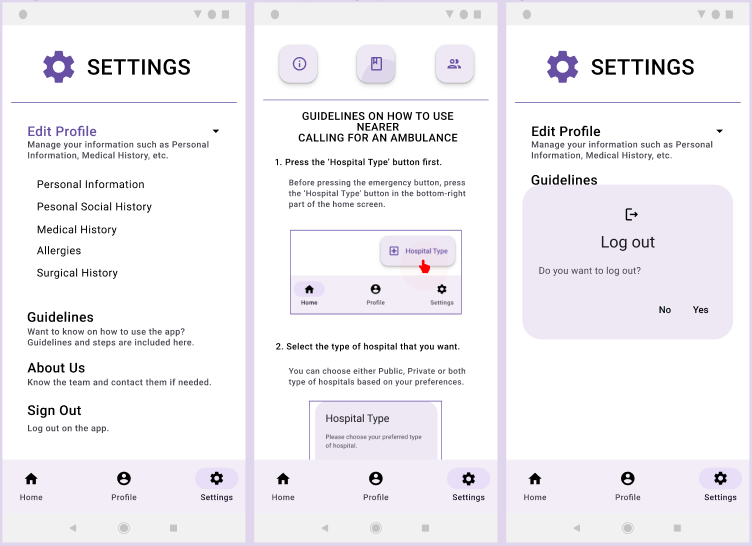 SETTINGS
Edit Profile
Manage your information such as Personal
Information, Medical History, etc.
Personal Information
Pesonal Social History
Medical History
Allergies
Surgical History
Guidelines
Want to know on how to use the app?
Guidelines and steps are included here.
About Us
Know the team and contact them if needed.
Sign Out
Log out on the app.
Home
Profile
Settings
GUIDELINES ON HOW TO USE
NEARER
CALLING FOR AN AMBULANCE
1. Press the 'Hospital Type' button first.
Before pressing the emergency button, press
the 'Hospital Type' button in the bottom-right
part of the home screen.
Hospital Type
Home
Profile
Settings
2. Select the type of hospital that you want.
You can choose either Public, Private or both
type of hospitals based on your preferences.
Hospital Type
Please choose your preferred type
of hospital.
Home
Profile
Settings
SETTINGS
Edit Profile
Manage your information such as Personal
Information, Medical History, etc.
Guidelines
Log out
Do you want to log out?
No
Yes
Home
Profile
Settings